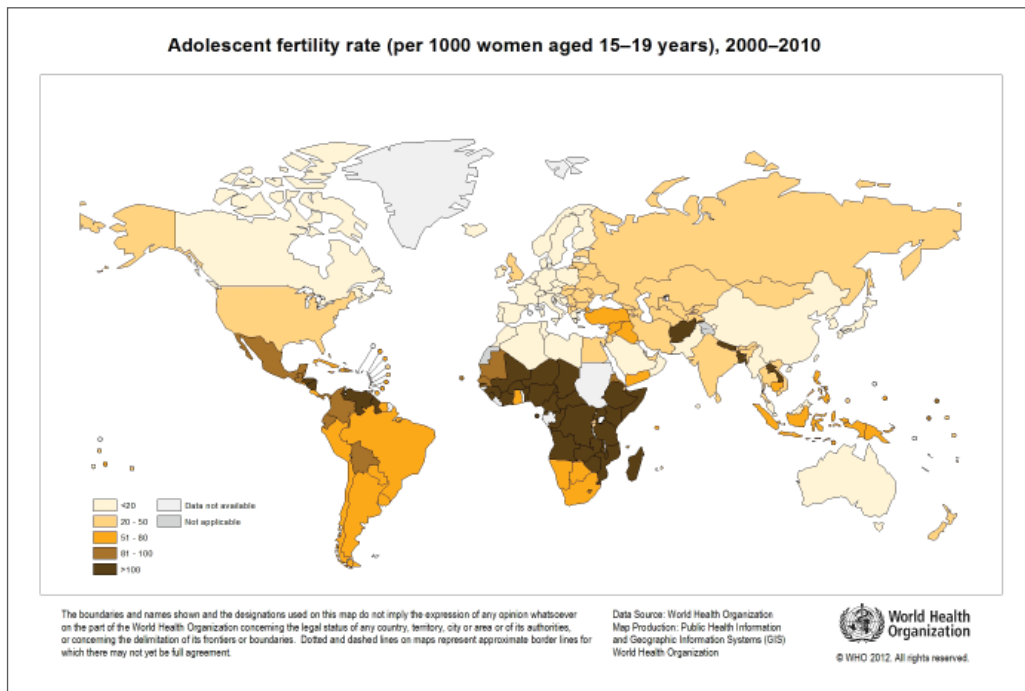 Adolescent fertility rate (per 1000 women aged 15–19 years), 2000–2010
<20
20 - 50
51 - 80
81 - 100
>100
Data not available
Not applicable
The boundaries and names shown and the designations used on this map do not imply the expression of any opinion whatsoever
on the part of the World Health Organization concerning the legal status of any country, territory, city or area or of its authorities,
or concerning the delimitation of its frontiers or boundaries. Dotted and dashed lines on maps represent approximate border lines for
which there may not yet be full agreement.
Data Source: World Health Organization
Map Production: Public Health Information
and Geographic Information Systems (GIS)
World Health Organization
World Health
Organization
© WHO 2012. All rights reserved.